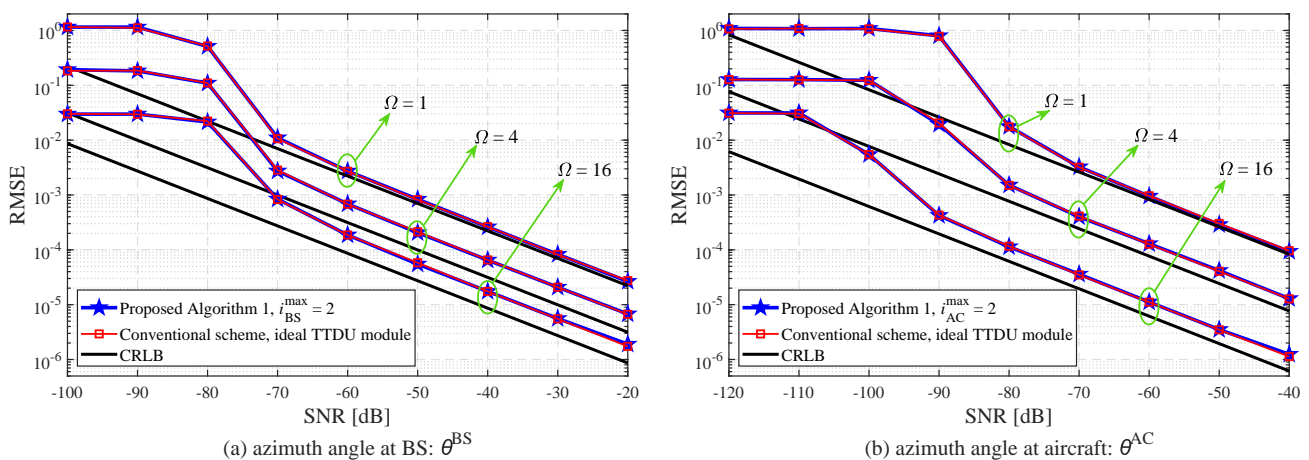 10^0
10^-1
10^-2
10^-3
10^-4
10^-5
10^-6
RMSE
Ω = 1
Ω = 4
Ω = 16
Proposed Algorithm 1, i_BS^max = 2
Conventional scheme, ideal TTDU module
CRLB
-100 -90 -80 -70 -60 -50 -40 -30 -20
SNR [dB]
(a) azimuth angle at BS: θ^BS
10^0
10^-1
10^-2
10^-3
10^-4
10^-5
10^-6
RMSE
Ω = 1
Ω = 4
Ω = 16
Proposed Algorithm 1, i_AC^max = 2
Conventional scheme, ideal TTDU module
CRLB
-120 -110 -100 -90 -80 -70 -60 -50 -40
SNR [dB]
(b) azimuth angle at aircraft: θ^AC